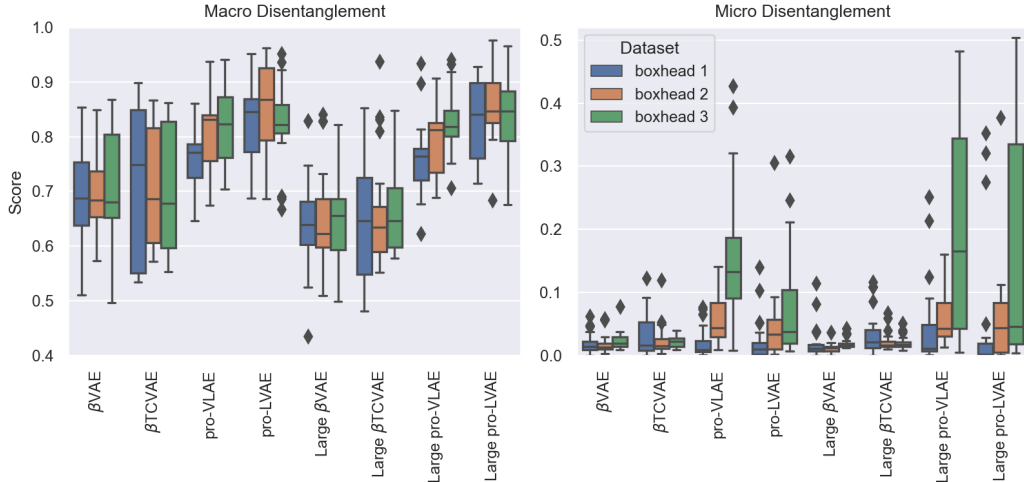 Macro Disentanglement
Score
1.0
0.9
0.8
0.7
0.6
0.5
0.4
βVAE
βTCVAE
pro-VLAE
pro-LVAE
Large βVAE
Large βTCVAE
Large pro-VLAE
Large pro-LVAE
Micro Disentanglement
Dataset
boxhead 1
boxhead 2
boxhead 3
0.5
0.4
0.3
0.2
0.1
0.0
βVAE
βTCVAE
pro-VLAE
pro-LVAE
Large βVAE
Large βTCVAE
Large pro-VLAE
Large pro-LVAE